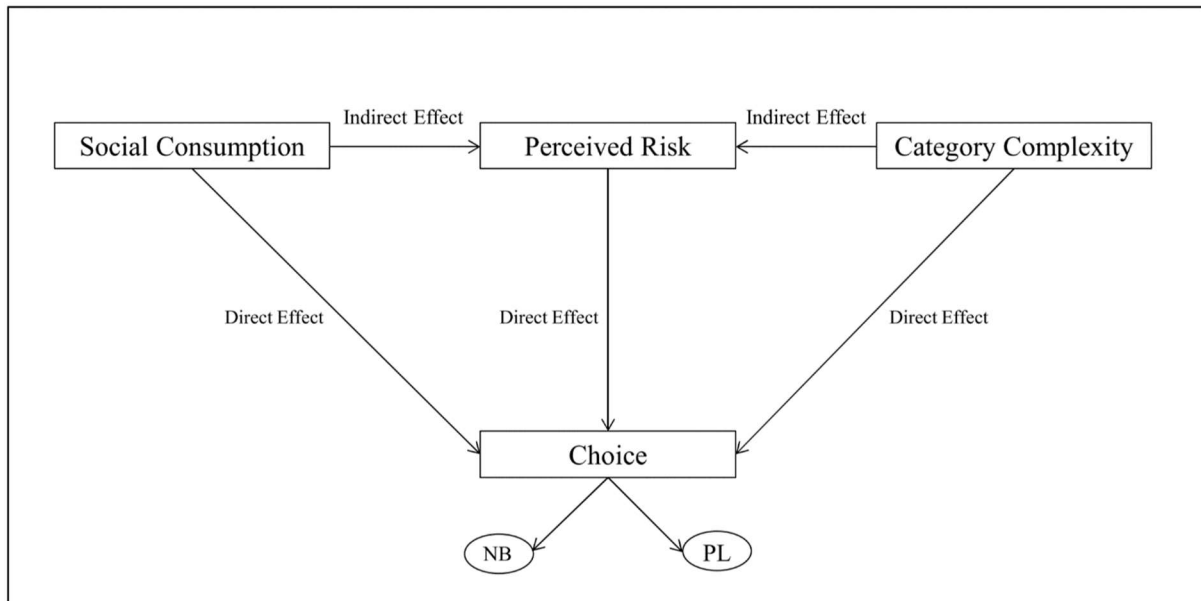 Indirect Effect
Indirect Effect
Social Consumption
Perceived Risk
Category Complexity
Direct Effect
Direct Effect
Direct Effect
Choice
NB
PL